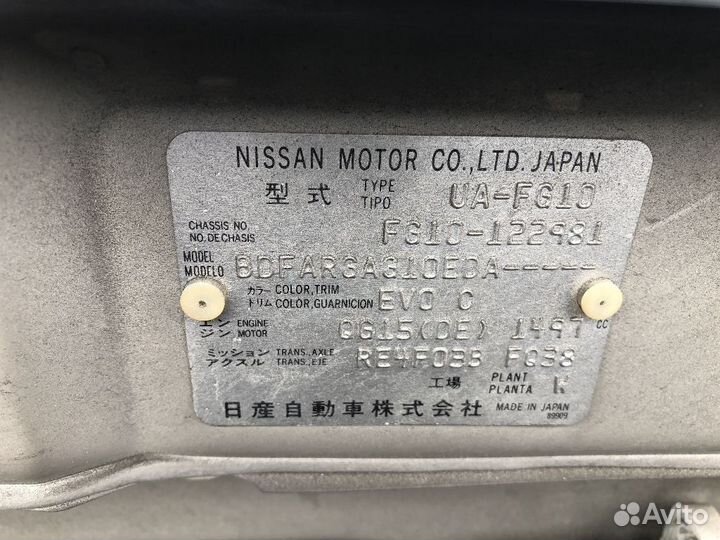 NISSAN MOTOR CO.,LTD. JAPAN
型式 TYPE TIPO UA-FG10
CHASSIS NO. NO. DE CHASIS FG10-122981
MODEL MODELO BDFARGAG10EDA-----
カラー COLOR, TRIM
トリム COLOR, GUARNICION EV0 C
エン ENGINE
ジン MOTOR QG15(DE) 1497 CC
ミッション TRANS., AXLE
アクスル TRANS., EJE RE4F03B FQ38
工場 PLANT PLANTA K
日産自動車株式会社 MADE IN JAPAN
89909
Avito